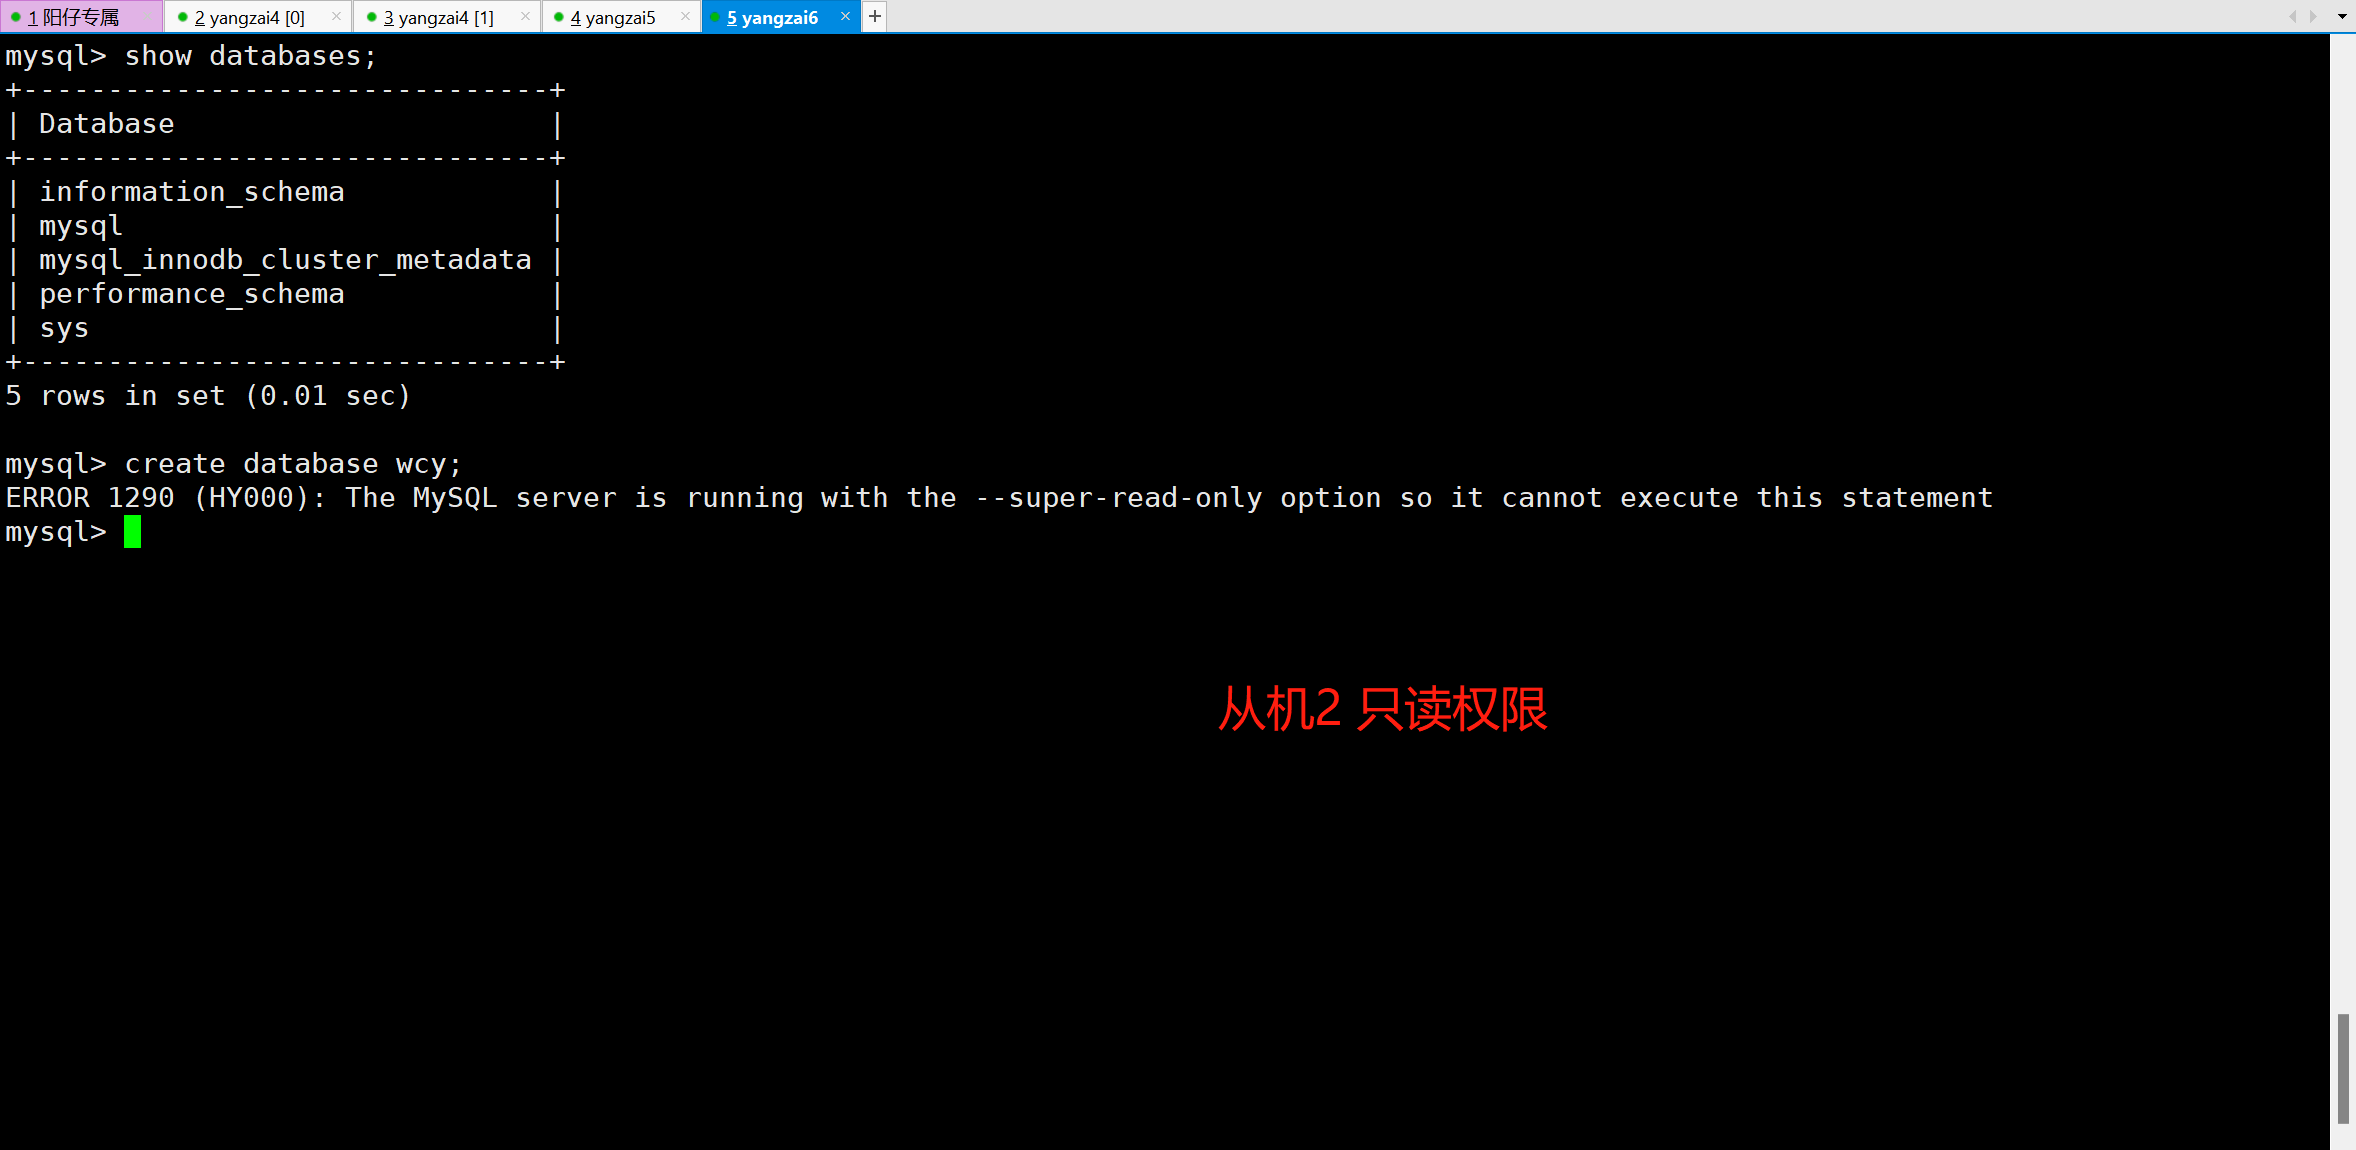 1 阳仔专属 × 2 yangzai4 [0] × 3 yangzai4 [1] × 4 yangzai5 × 5 yangzai6 × +
mysql> show databases;
+-------------------------------+
| Database                      |
+-------------------------------+
| information_schema            |
| mysql                         |
| mysql_innodb_cluster_metadata |
| performance_schema            |
| sys                           |
+-------------------------------+
5 rows in set (0.01 sec)
mysql> create database wcy;
ERROR 1290 (HY000): The MySQL server is running with the --super-read-only option so it cannot execute this statement
mysql>
从机2 只读权限